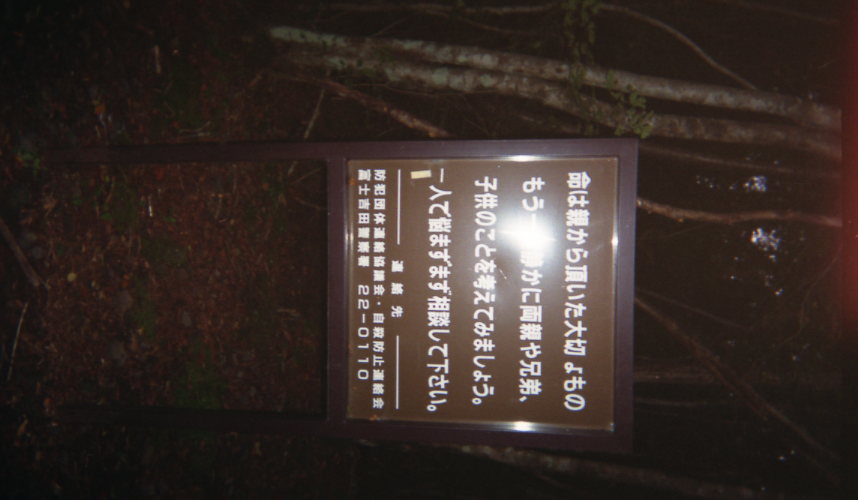 命は親から頂いた大切なもの
もう一度静かに両親や兄弟、
子供のことを考えてみましょう。
一人で悩まずまず相談して下さい。
連絡先
富士吉田警察署 22-0110
防犯団体連絡協議会・自殺防止連絡会